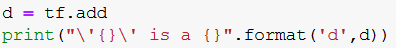 d = tf.add
print("\'{}\' is a {}".format('d',d))